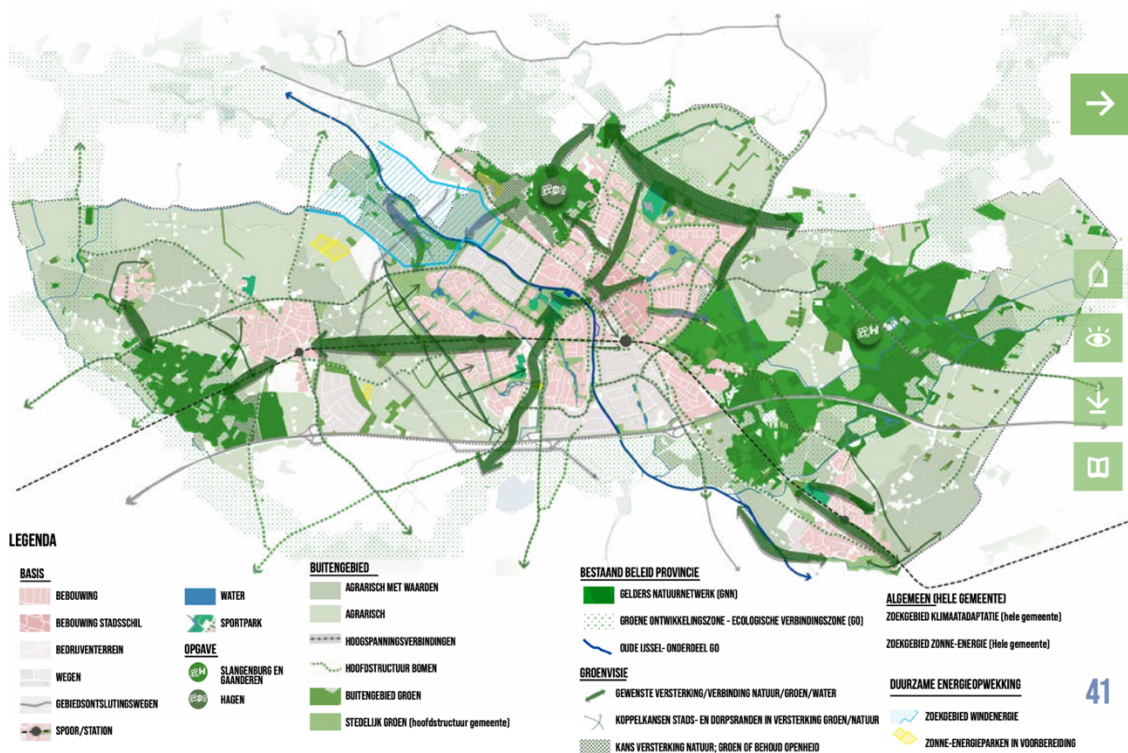 LEGENDA
BASIS
BEBOUWING
BEBOUWING STADSSCHIL
BEDRIJVENTERREIN
WEGEN
GEBIEDSONTSLUTINGSWEGEN
SPOOR/STATION
WATER
SPORTPARK
OPGAVE
SLANGENBURG EN
GAANDEREN
HAGEN
BUITENGEBIED
AGRARISCH MET WAARDEN
AGRARISCH
HOOGSPANNINGSVERBINDINGEN
HOOFDSTRUCTUUR BOMEN
BUITENGEBIED GROEN
STEDELIJK GROEN (hoofdstructuur gemeente)
BESTAAND BELEID PROVINCIE
GELDERS NATUURNETWERK (GNN)
GROENE ONTWIKKELINGSZONE - ECOLOGISCHE VERBINDINGSZONE (GO)
OUDE IJSSEL- ONDERDEEL GO
GROENVISIE
GEWENSTE VERSTERKING/VERBINDING NATUUR/GROEN/WATER
KOPPELKANSEN STADS- EN DORPSRANDEN IN VERSTERKING GROEN/NATUUR
KANS VERSTERKING NATUUR; GROEN OF BEHOUD OPENHEID
ALGEMEEN (HELE GEMEENTE)
ZOEKGEBIED KLIMAATADAPTATIE (hele gemeente)
ZOEKGEBIED ZONNE-ENERGIE (Hele gemeente)
DUURZAME ENERGIEOPWEKKING
ZOEKGEBIED WINDENERGIE
ZONNE-ENERGIEPARKEN IN VOORBEREIDING
41